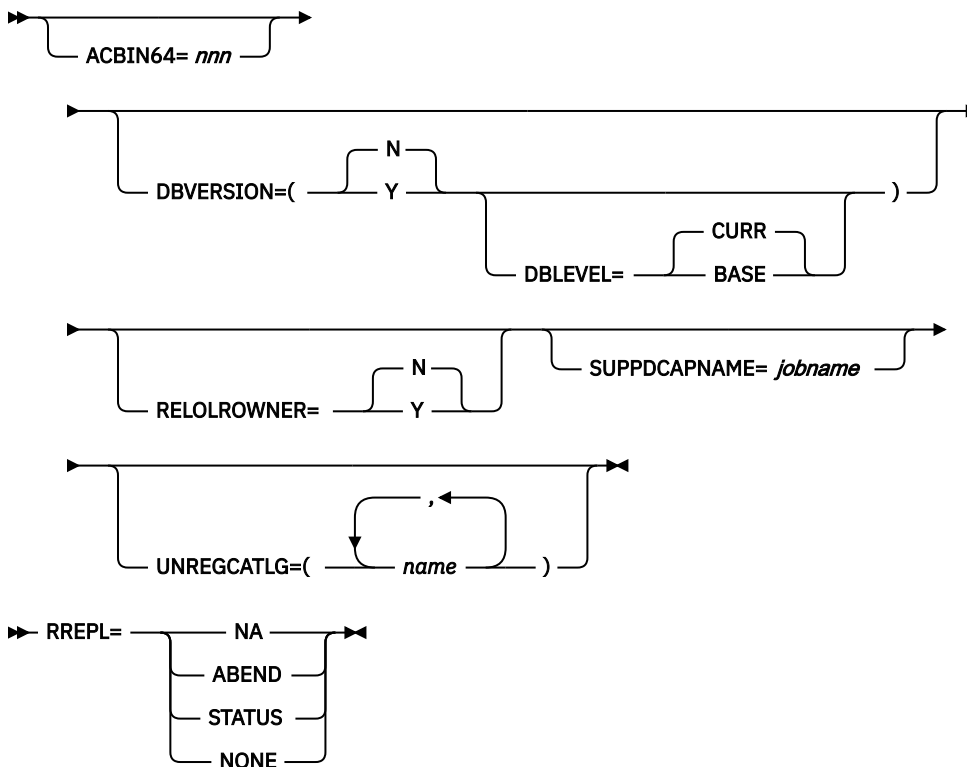 ACBIN64= nnn
N
DBVERSION=( Y )
CURR
DBLEVEL= BASE
N
RELOLROWNER= Y
SUPPDCAPNAME= jobname
,
UNREGCATLG=( name )
RREPL= NA
ABEND
STATUS
NONE